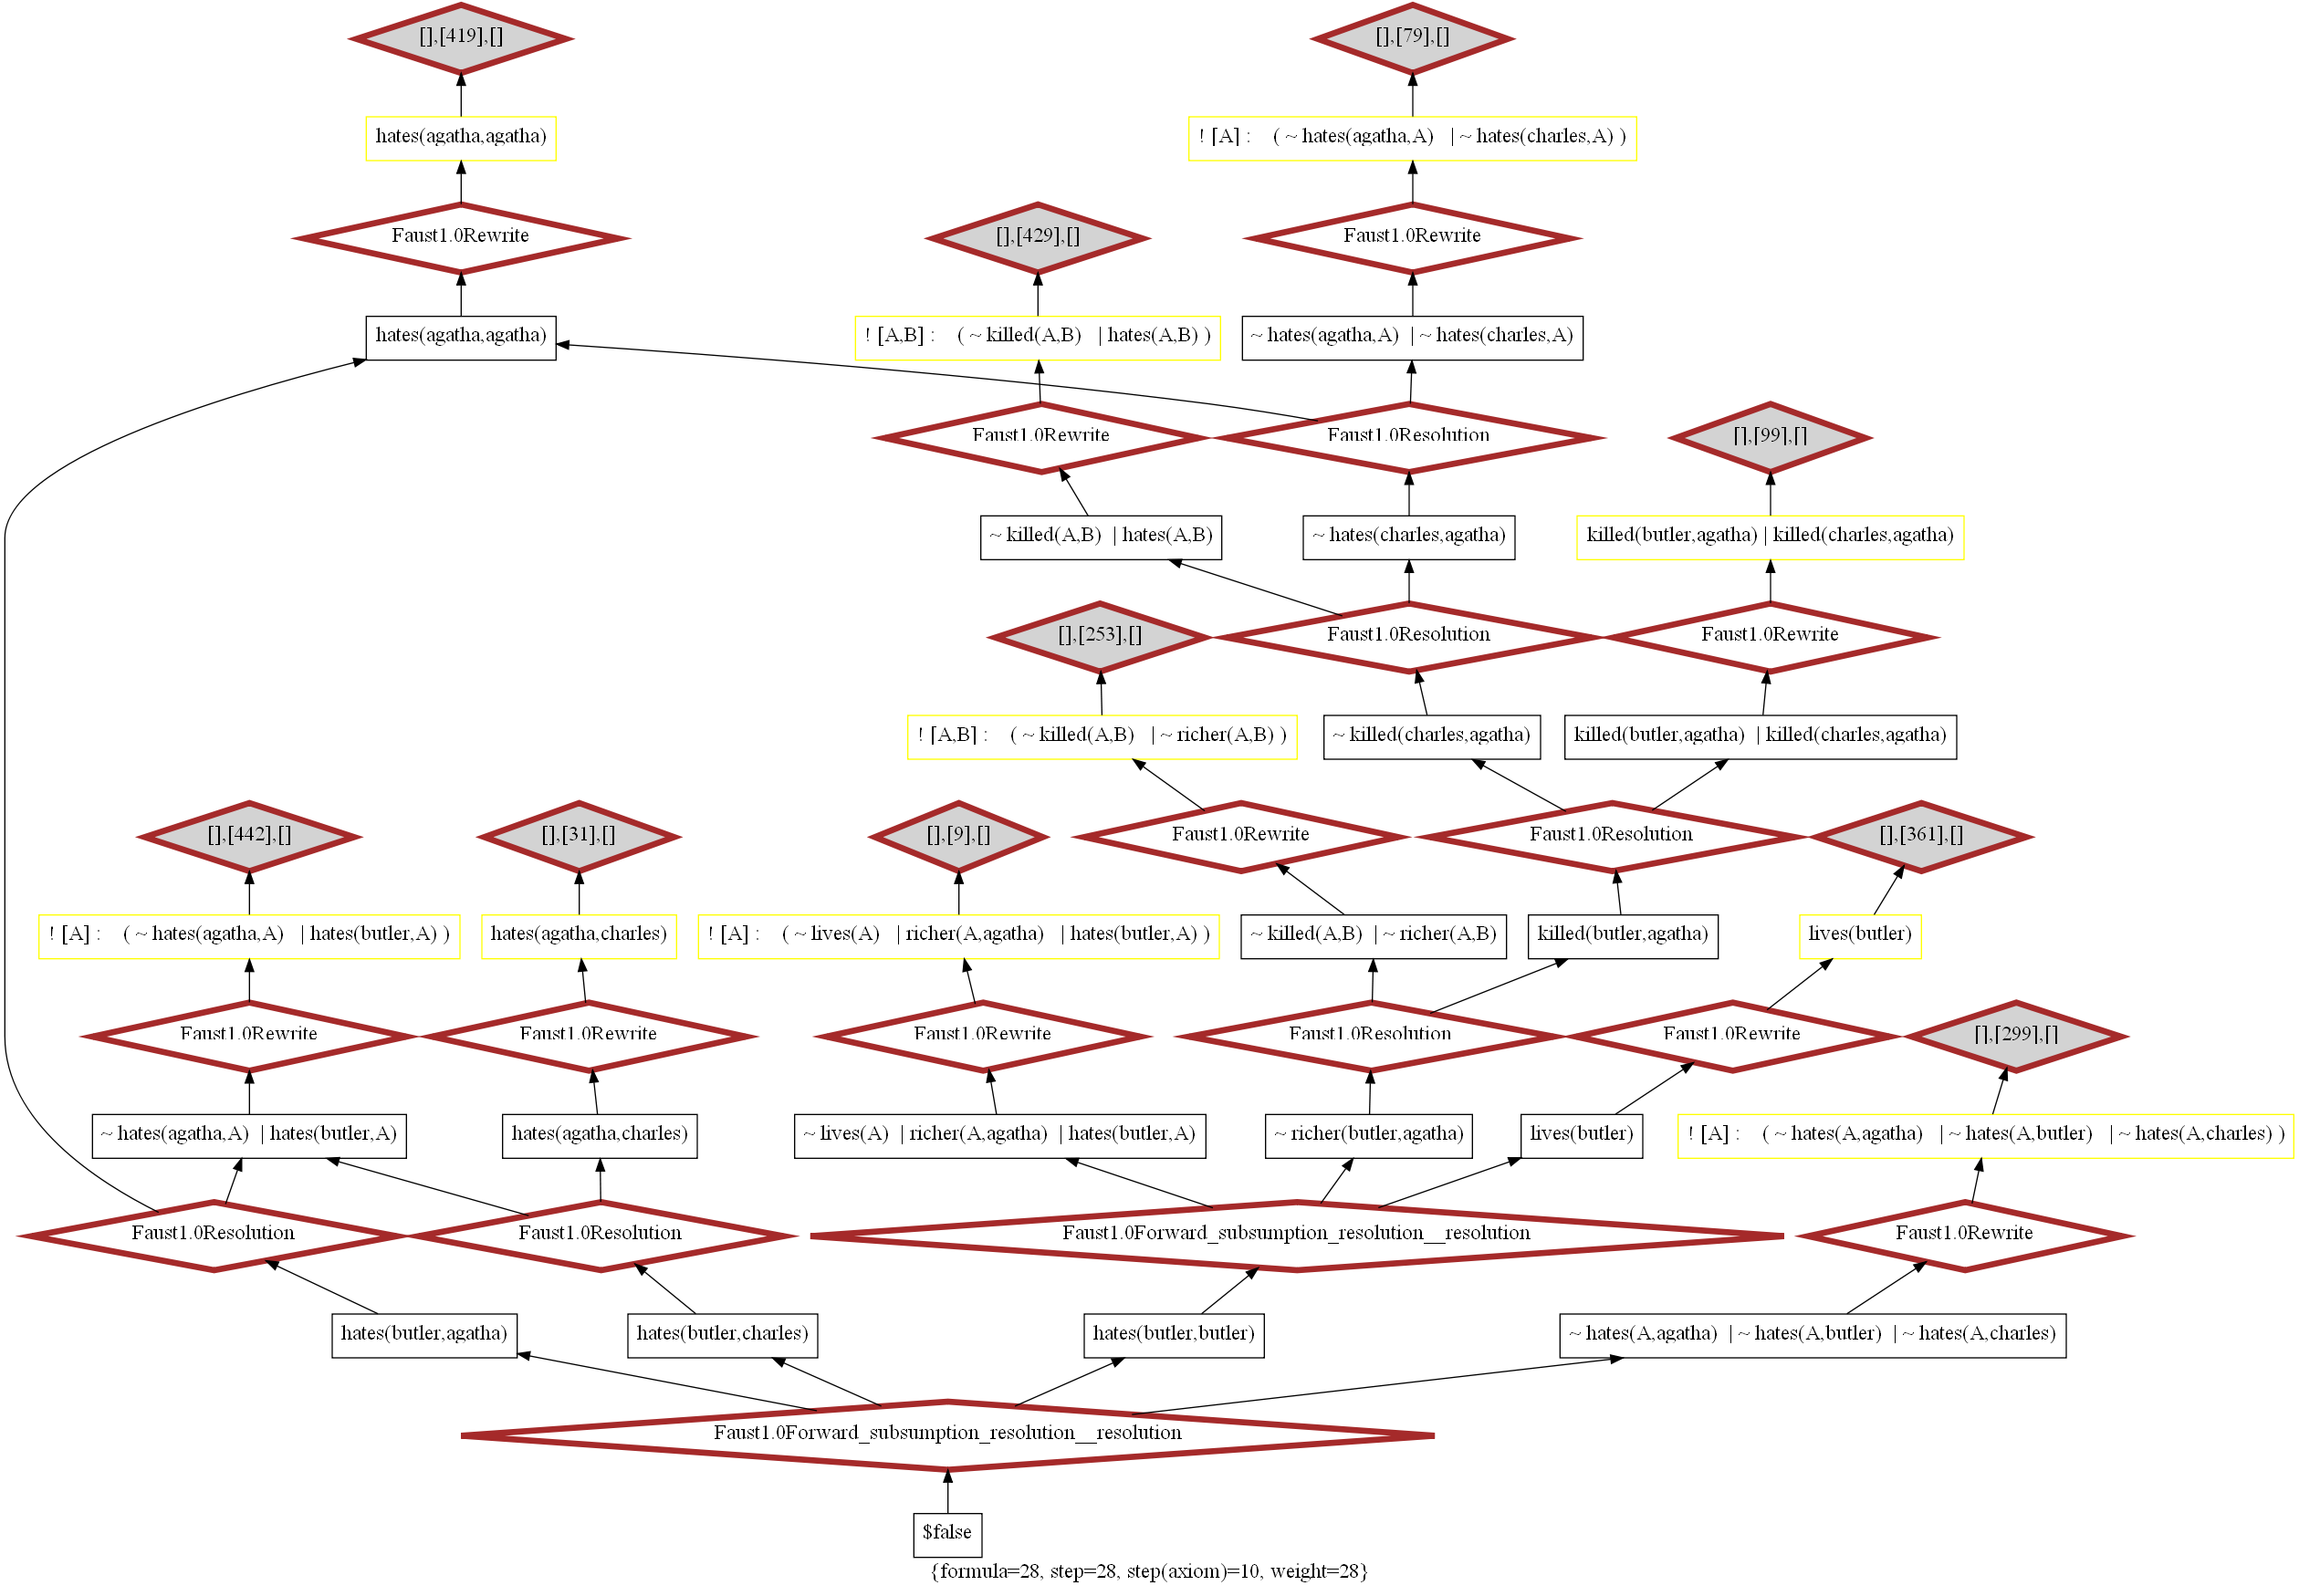 [],[419],[]
[],[79],[]
hates(agatha,agatha)
! [A] : ( ~ hates(agatha,A) | ~ hates(charles,A) )
Faust1.0Rewrite
[],[429],[]
Faust1.0Rewrite
hates(agatha,agatha)
! [A,B] : ( ~ killed(A,B) | hates(A,B) )
~ hates(agatha,A) | ~ hates(charles,A)
Faust1.0Rewrite
Faust1.0Resolution
[],[99],[]
~ killed(A,B) | hates(A,B)
~ hates(charles,agatha)
killed(butler,agatha) | killed(charles,agatha)
[],[253],[]
Faust1.0Resolution
Faust1.0Rewrite
! [A,B] : ( ~ killed(A,B) | ~ richer(A,B) )
~ killed(charles,agatha)
killed(butler,agatha) | killed(charles,agatha)
[],[442],[]
[],[31],[]
[],[9],[]
Faust1.0Rewrite
Faust1.0Resolution
[],[361],[]
! [A] : ( ~ hates(agatha,A) | hates(butler,A) )
hates(agatha,charles)
! [A] : ( ~ lives(A) | richer(A,agatha) | hates(butler,A) )
~ killed(A,B) | ~ richer(A,B)
killed(butler,agatha)
lives(butler)
Faust1.0Rewrite
Faust1.0Rewrite
Faust1.0Rewrite
Faust1.0Resolution
Faust1.0Rewrite
[],[299],[]
~ hates(agatha,A) | hates(butler,A)
hates(agatha,charles)
~ lives(A) | richer(A,agatha) | hates(butler,A)
~ richer(butler,agatha)
lives(butler)
! [A] : ( ~ hates(A,agatha) | ~ hates(A,butler) | ~ hates(A,charles) )
Faust1.0Resolution
Faust1.0Resolution
Faust1.0Forward_subsumption_resolution__resolution
Faust1.0Rewrite
hates(butler,agatha)
hates(butler,charles)
hates(butler,butler)
~ hates(A,agatha) | ~ hates(A,butler) | ~ hates(A,charles)
Faust1.0Forward_subsumption_resolution__resolution
$false
{formula=28, step=28, step(axiom)=10, weight=28}